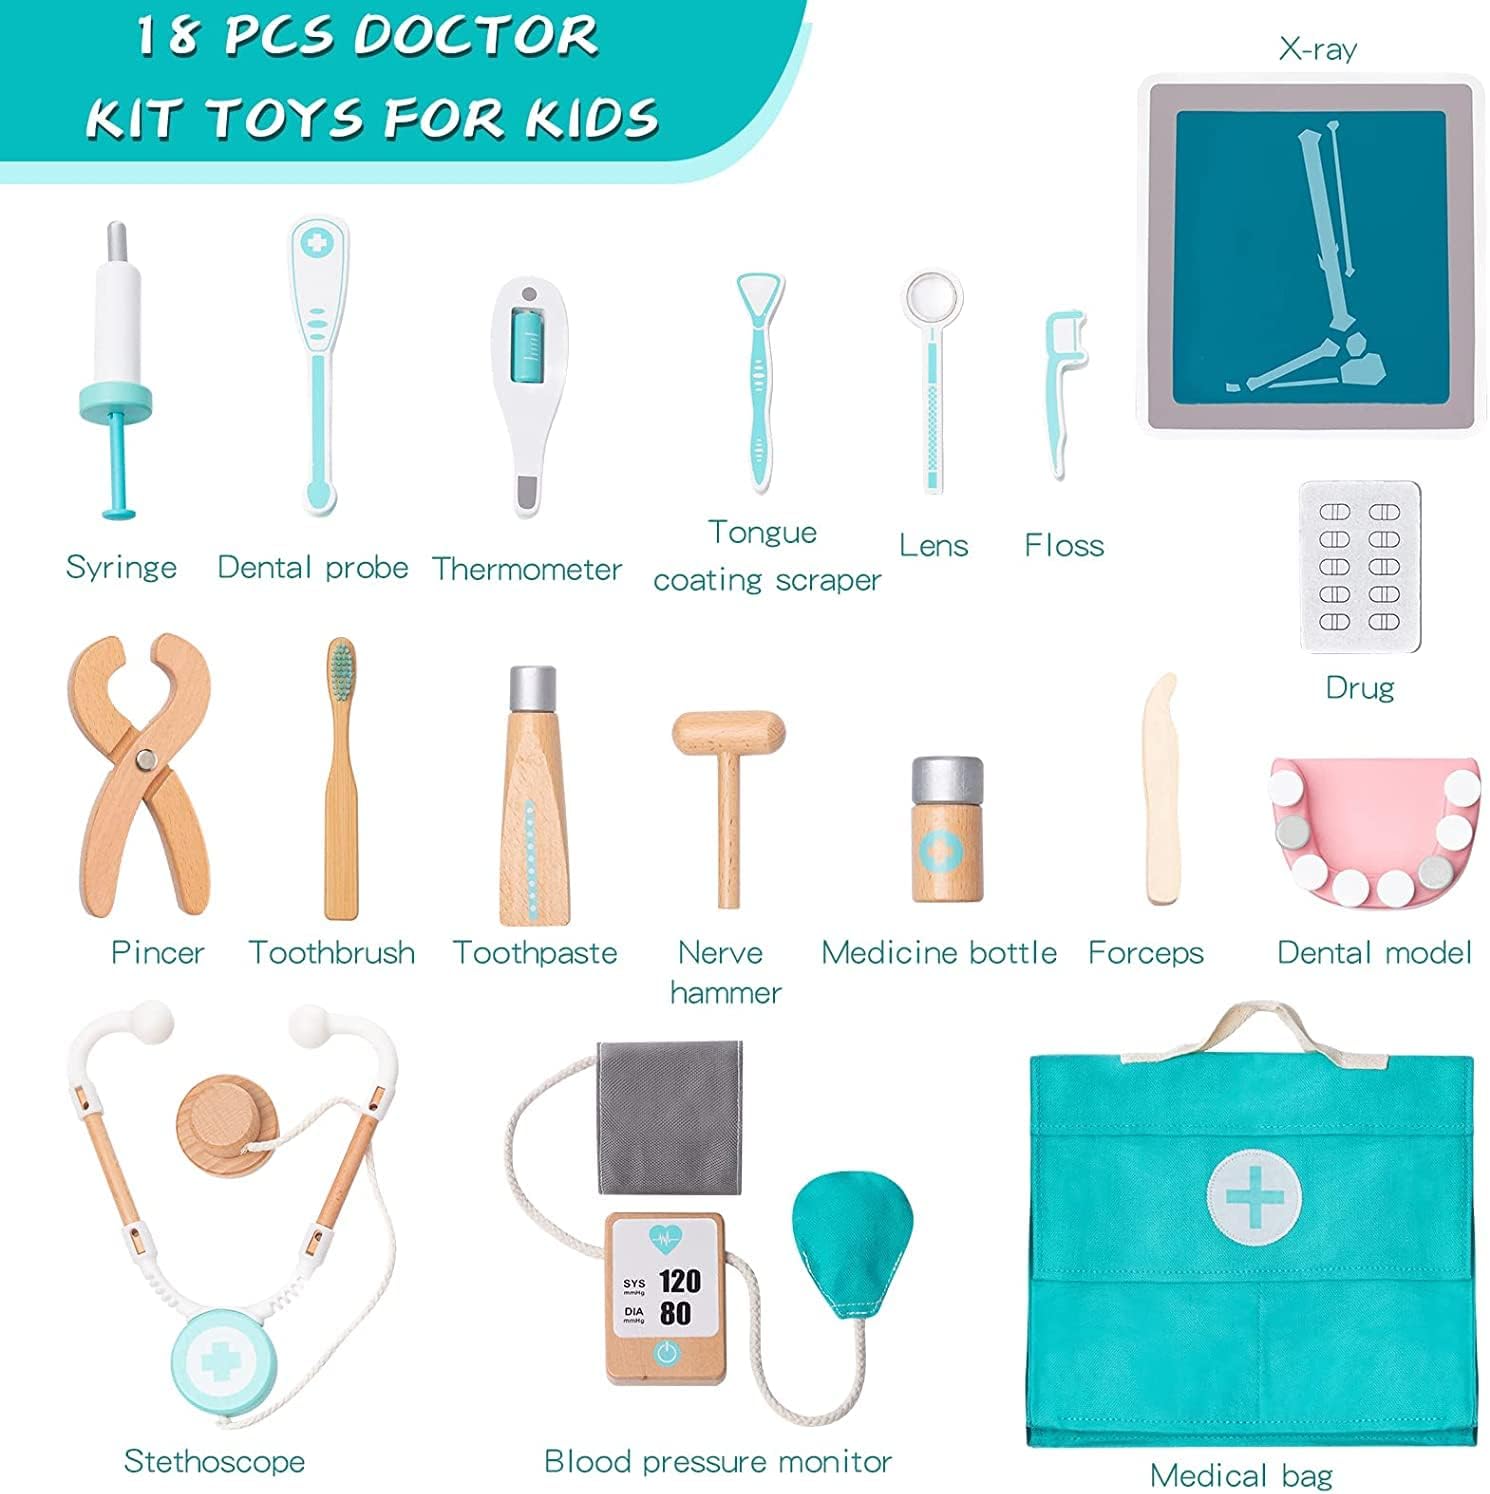 18 PCS DOCTOR
KIT TOYS FOR KIDS
X-ray
Syringe
Dental probe
Thermometer
Tongue
coating scraper
Lens
Floss
Drug
Pincer
Toothbrush
Toothpaste
Nerve
hammer
Medicine bottle
Forceps
Dental model
SYS
mmHg
120
DIA
mmHg
80
Stethoscope
Blood pressure monitor
Medical bag